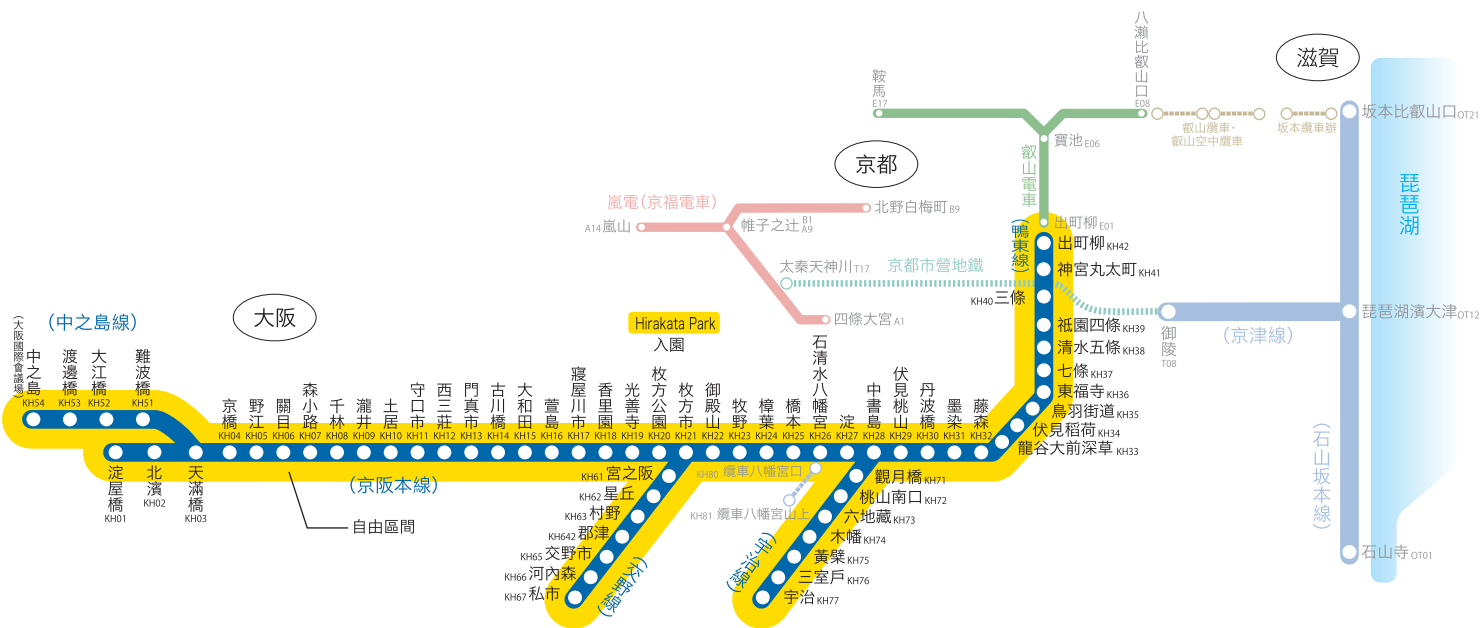 八瀨比叡山口
E08
滋賀
鞍馬
E17
坂本比叡山口 OT21
叡山纜車・
叡山空中纜車
坂本纜車辦
寶池 E06
京都
叡山電車
琵琶湖
嵐電(京福電車)
北野白梅町 B9
A14 嵐山
帷子之辻 B1
A9
出町柳 E01
(鴨東線)
出町柳 KH42
太秦天神川 T17
京都市營地鐵
神宮丸太町 KH41
KH40 三條
大阪
(中之島線)
Hirakata Park
入園
四條大宮 A1
祇園四條 KH39
御陵
T08
(京津線)
琵琶湖濱大津 OT12
清水五條 KH38
七條 KH37
東福寺 KH36
鳥羽街道 KH35
伏見稻荷 KH34
龍谷大前深草 KH33
(大阪國際會議場)
中之島
KH54
渡邊橋
KH53
大江橋
KH52
難波橋
KH51
京橋
KH04
野江
KH05
關目
KH06
森小路
KH07
千林
KH08
瀧井
KH09
土居
KH10
守口市
KH11
西三莊
KH12
門真市
KH13
古川橋
KH14
大和田
KH15
萱島
KH16
寢屋川市
KH17
香里園
KH18
光善寺
KH19
枚方公園
KH20
枚方市
KH21
御殿山
KH22
牧野
KH23
樟葉
KH24
橋本
KH25
石清水八幡宮
KH26
淀
KH27
中書島
KH28
伏見桃山
KH29
丹波橋
KH30
墨染
KH31
藤森
KH32
淀屋橋
KH01
北濱
KH02
天滿橋
KH03
(京阪本線)
自由區間
KH61 宮之阪
KH62 星丘
KH63 村野
KH642 郡津
KH65 交野市
KH66 河內森
KH67 私市
(交野線)
KH80 纜車八幡宮口
KH81 纜車八幡宮山上
觀月橋 KH71
桃山南口 KH72
六地藏 KH73
木幡 KH74
黃檗 KH75
三室戶 KH76
宇治 KH77
(宇治線)
(石山坂本線)
石山寺 OT01